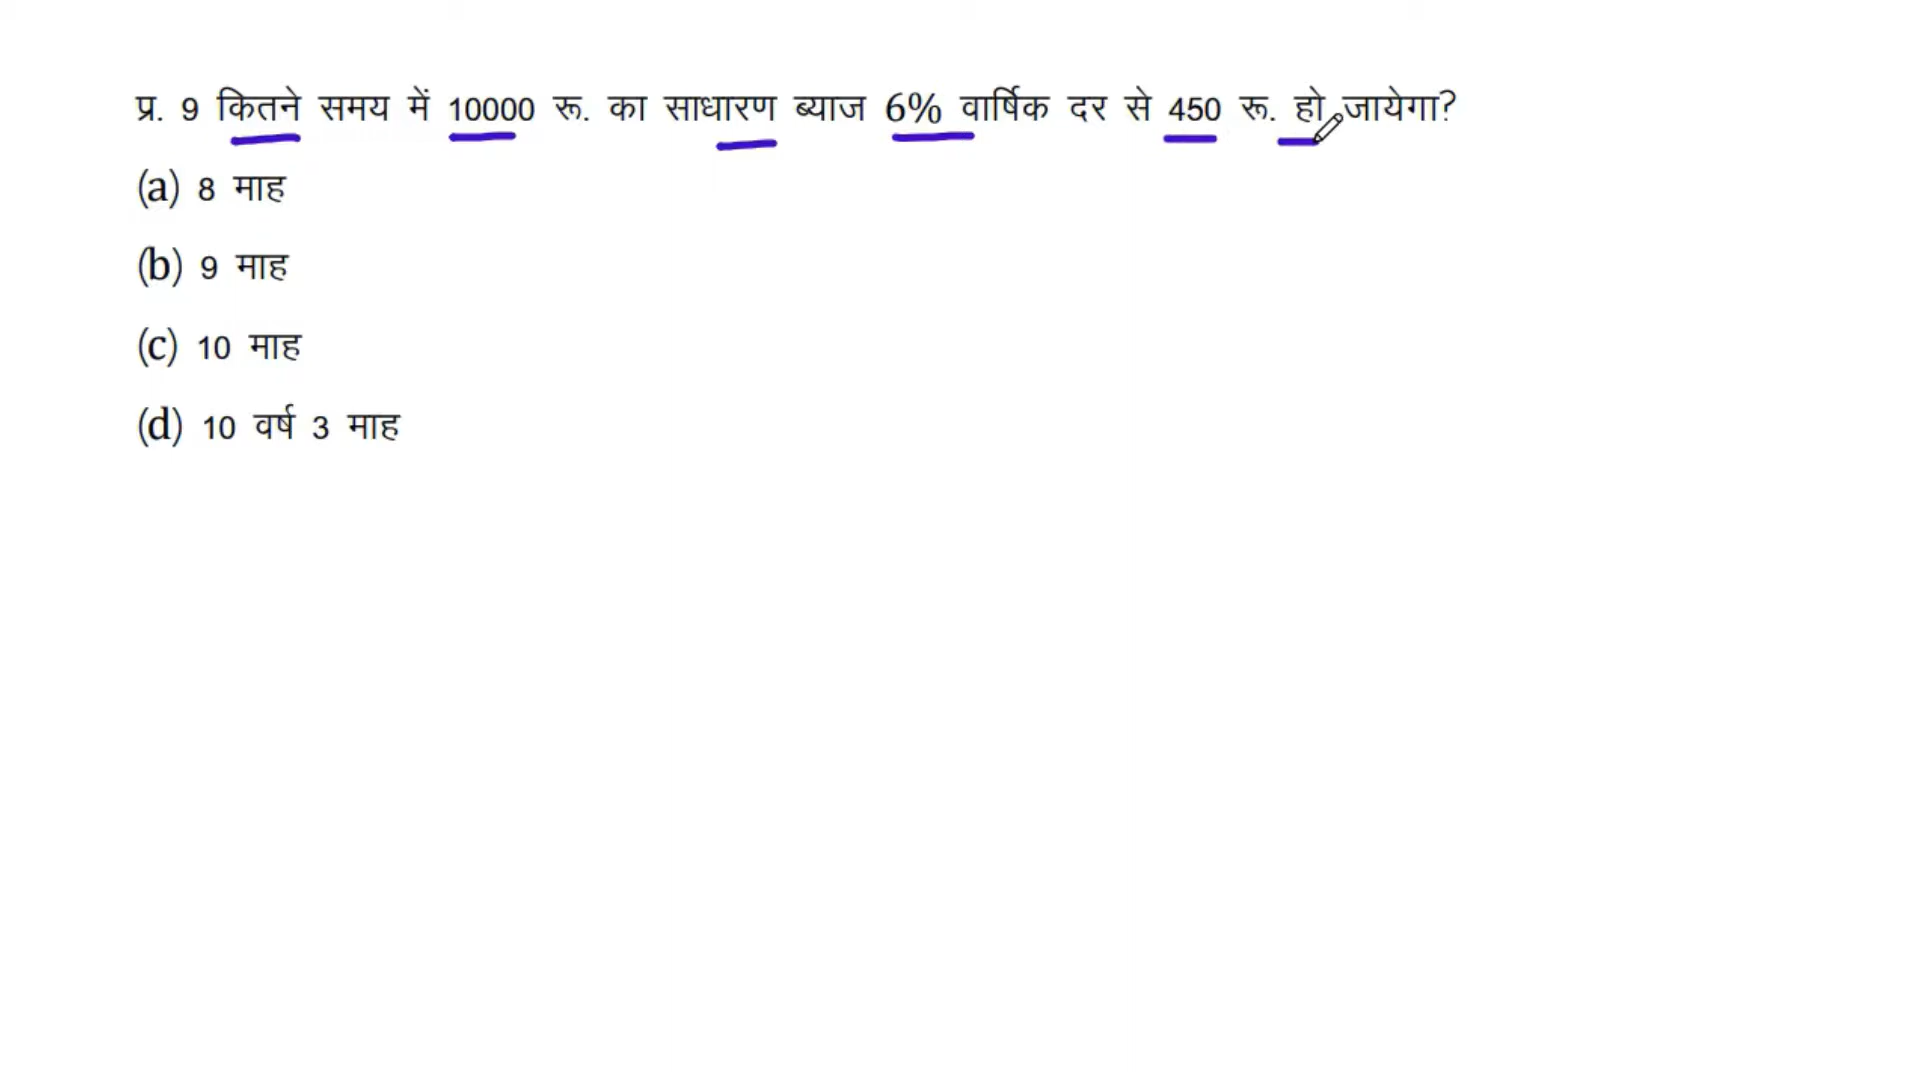 प्र. 9 कितने समय में 10000 रू. का साधारण ब्याज 6% वार्षिक दर से 450 रू. हो जायेगा?
(a) 8 माह
(b) 9 माह
(c) 10 माह
(d) 10 वर्ष 3 माह